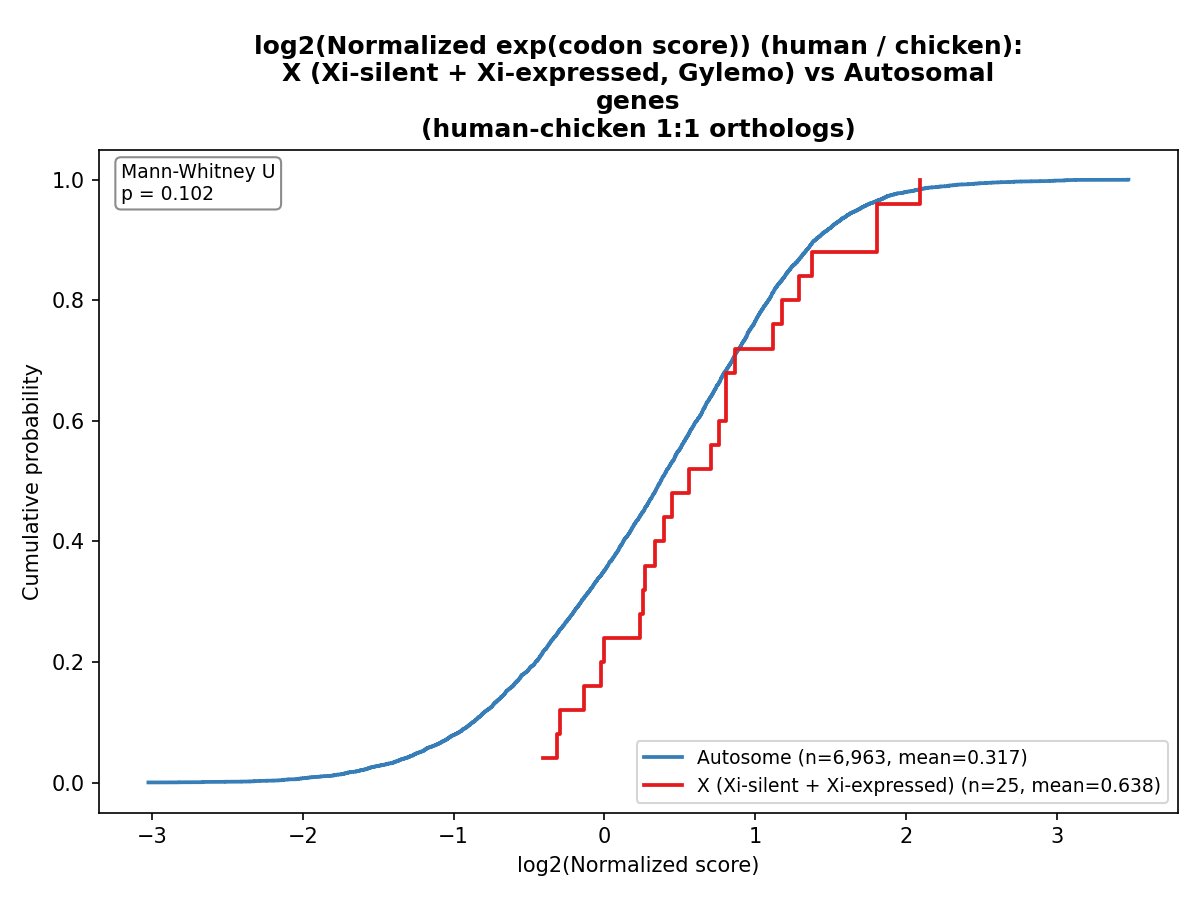 log2(Normalized exp(codon score)) (human / chicken):
X (Xi-silent + Xi-expressed, Gylemo) vs Autosomal
genes
(human-chicken 1:1 orthologs)
Mann-Whitney U
p = 0.102
1.0
0.8
0.6
0.4
0.2
0.0
Cumulative probability
Autosome (n=6,963, mean=0.317)
X (Xi-silent + Xi-expressed) (n=25, mean=0.638)
−3
−2
−1
0
1
2
3
log2(Normalized score)